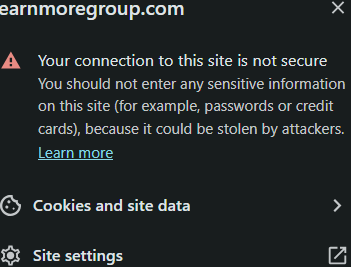 earnmoregroup.com
Your connection to this site is not secure
You should not enter any sensitive information
on this site (for example, passwords or credit
cards), because it could be stolen by attackers.
Learn more
Cookies and site data
Site settings